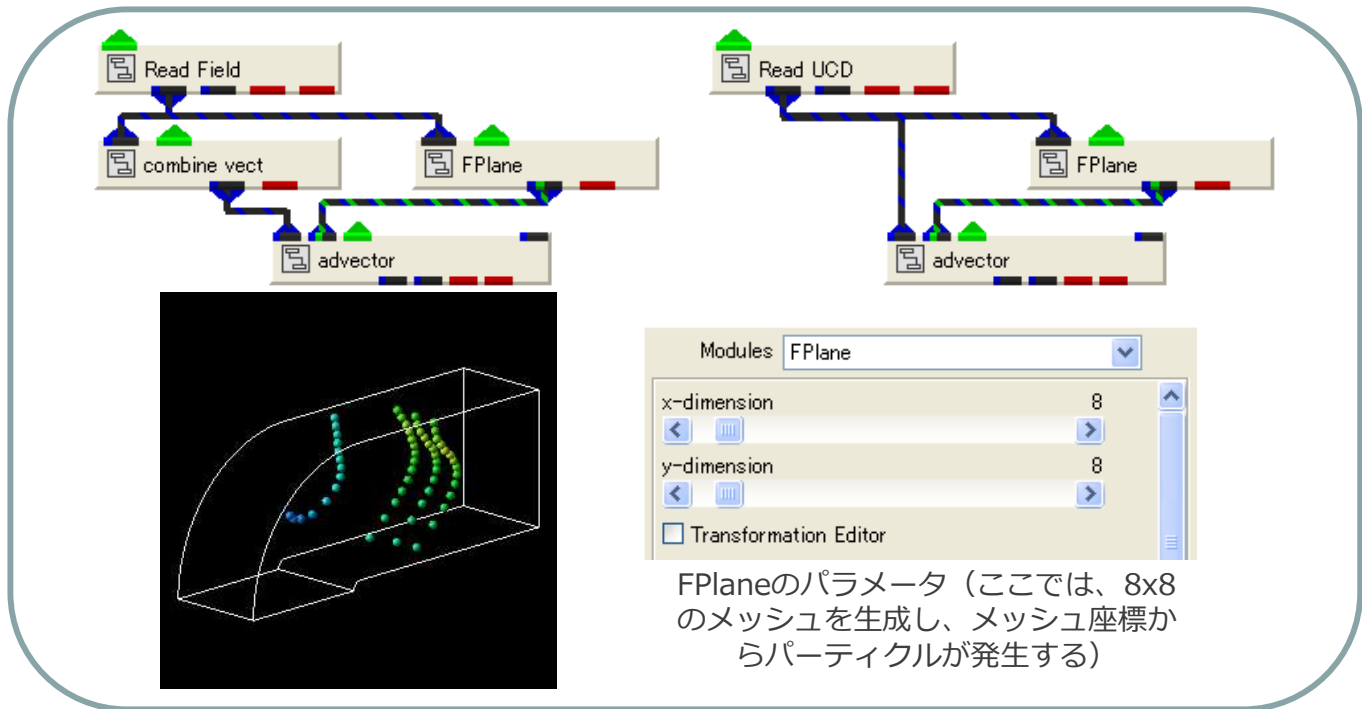 Read Field
combine vect
FPlane
advector
Read UCD
FPlane
advector
Modules FPlane
x-dimension 8
y-dimension 8
Transformation Editor
FPlaneのパラメータ（ここでは、8x8
のメッシュを生成し、メッシュ座標か
らパーティクルが発生する）